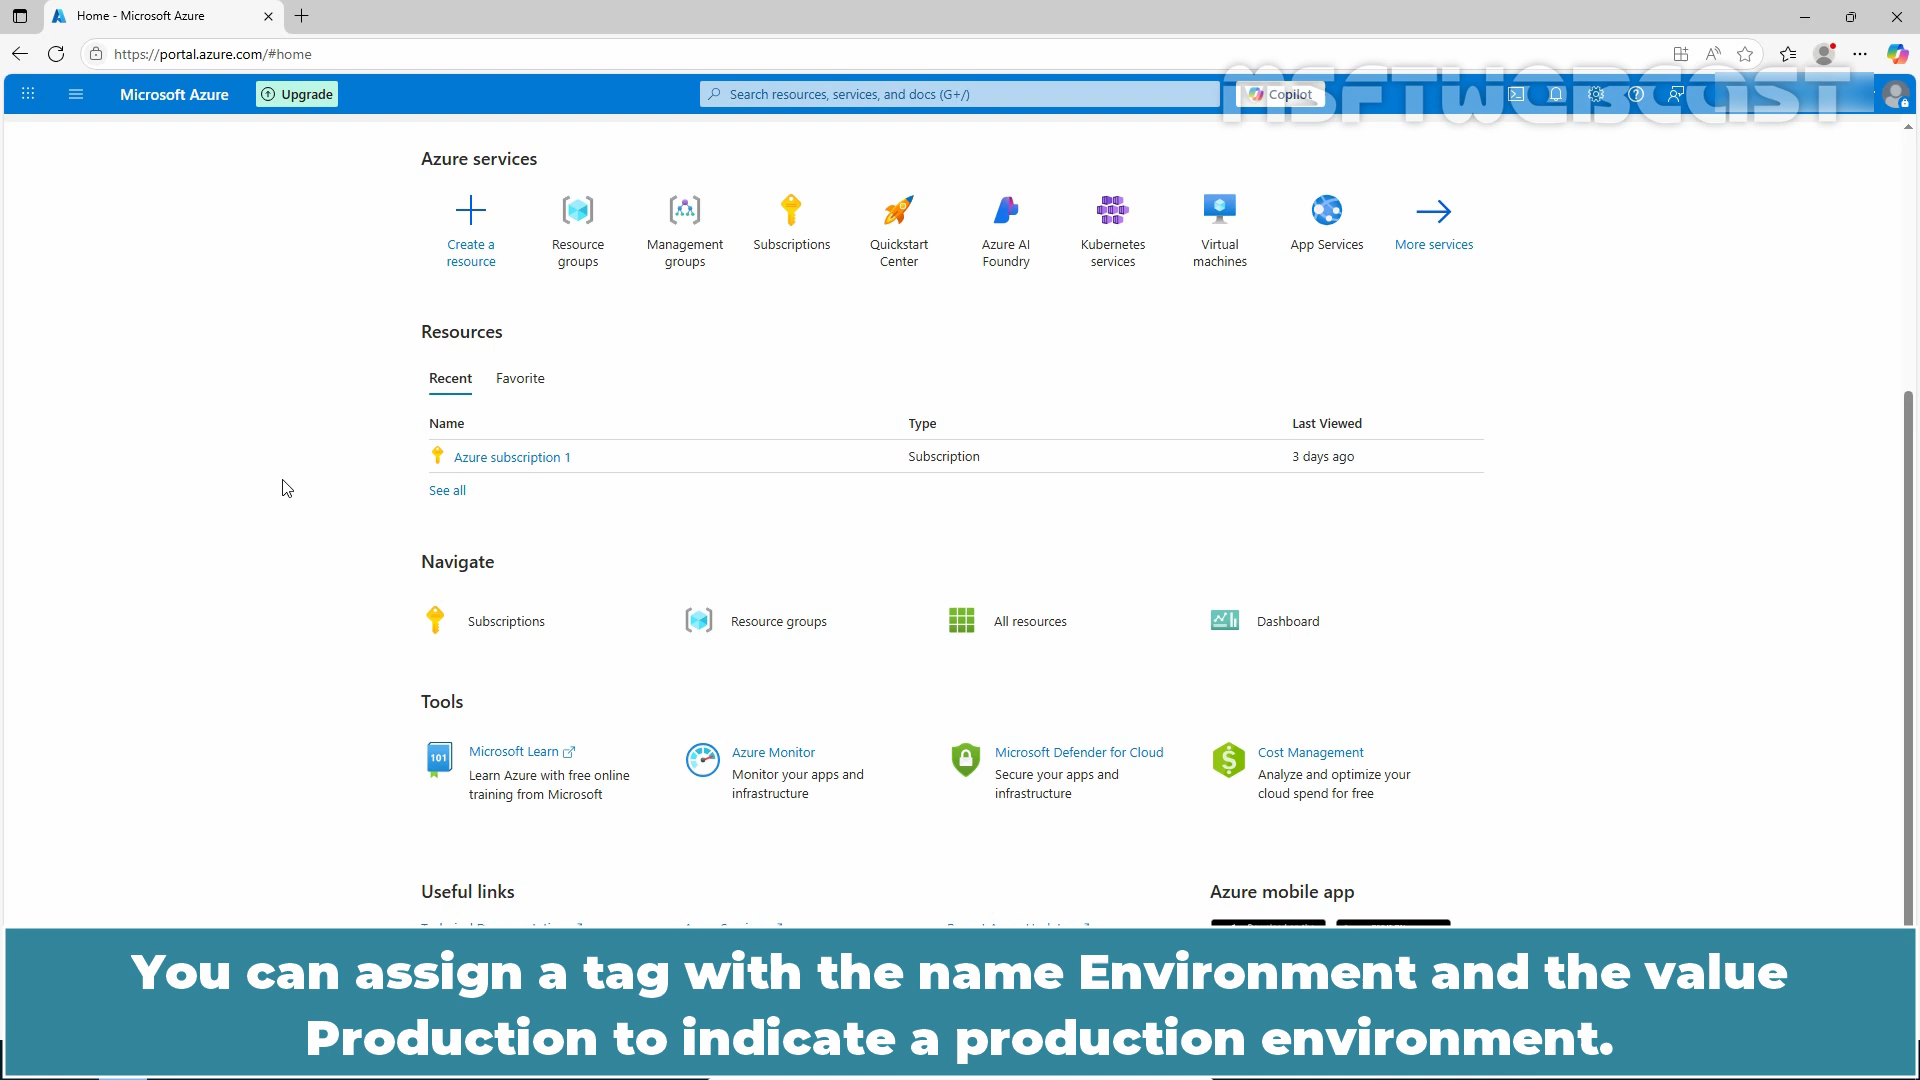 Home - Microsoft Azure
https://portal.azure.com/#home
Microsoft Azure
Upgrade
Search resources, services, and docs (G+/)
Copilot
MSFTWEBCAST
Azure services
Create a resource
Resource groups
Management groups
Subscriptions
Quickstart Center
Azure AI Foundry
Kubernetes services
Virtual machines
App Services
More services
Resources
Recent Favorite
Name Type Last Viewed
Azure subscription 1 Subscription 3 days ago
See all
Navigate
Subscriptions
Resource groups
All resources
Dashboard
Tools
101
Microsoft Learn
Learn Azure with free online
training from Microsoft
Azure Monitor
Monitor your apps and
infrastructure
Microsoft Defender for Cloud
Secure your apps and
infrastructure
Cost Management
Analyze and optimize your
cloud spend for free
Useful links
Azure mobile app
You can assign a tag with the name Environment and the value
Production to indicate a production environment.